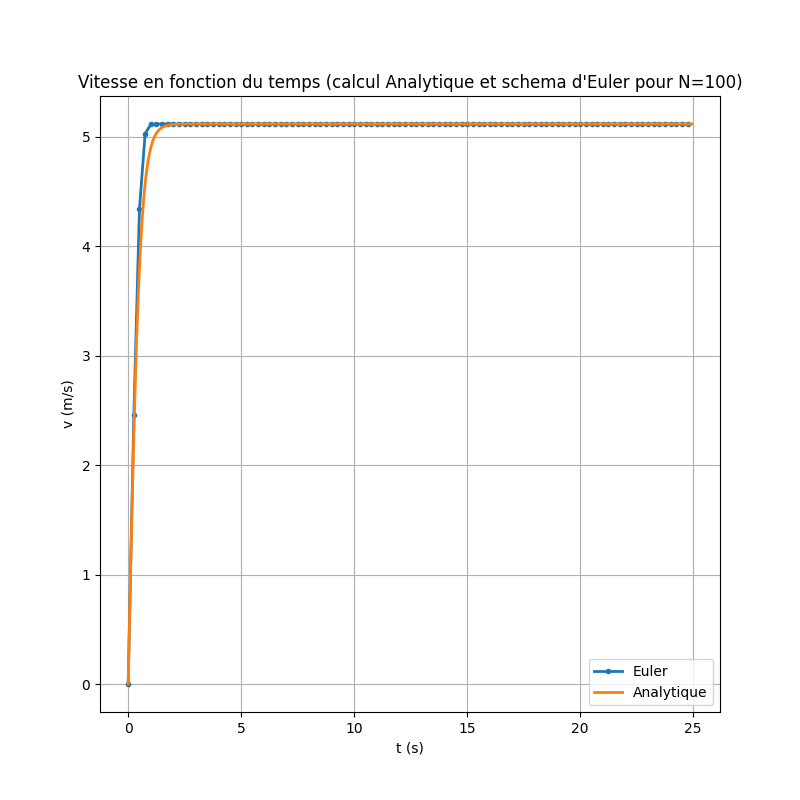 Vitesse en fonction du temps (calcul Analytique et schema d'Euler pour N=100)
5
4
3
2
1
0
v (m/s)
0 5 10 15 20 25
t (s)
Euler
Analytique